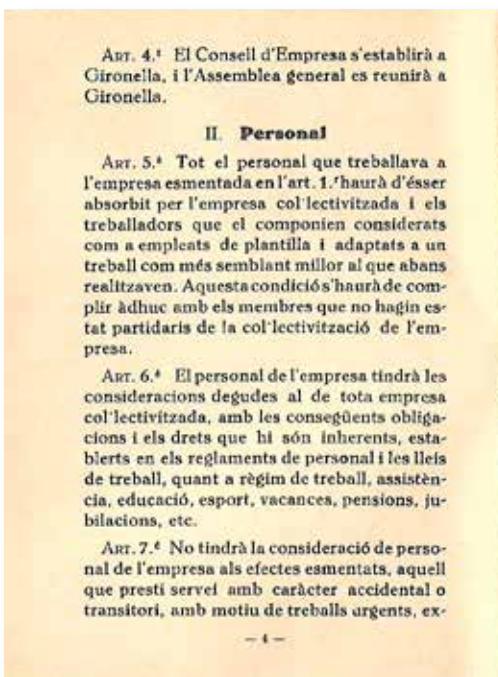 ART. 4.ª El Consell d'Empresa s'establirà a
Gironella, i l'Assemblea general es reunirà a
Gironella.
II. Personal
ART. 5.ª Tot el personal que treballava a
l'empresa esmentada en l'art. 1.ʳ haurà d'ésser
absorbit per l'empresa col·lectivitzada i els
treballadors que el componien considerats
com a empleats de plantilla i adaptats a un
treball com més semblant millor al que abans
realitzaven. Aquesta condició s'haurà de com-
plir àdhuc amb els membres que no hagin es-
tat partidaris de la col·lectivització de l'em-
presa.
ART. 6.ª El personal de l'empresa tindrà les
consideracions degudes al de tota empresa
col·lectivitzada, amb les consegüents obliga-
cions i els drets que hi són inherents, esta-
blerts en els reglaments de personal i les lleis
de treball, quant a règim de treball, assistèn-
cia, educació, esport, vacances, pensions, ju-
bilacions, etc.
ART. 7.ª No tindrà la consideració de perso-
nal de l'empresa als efectes esmentats, aquell
que presti servei amb caràcter accidental o
transitori, amb motiu de treballs urgents, ex-
— 4 —